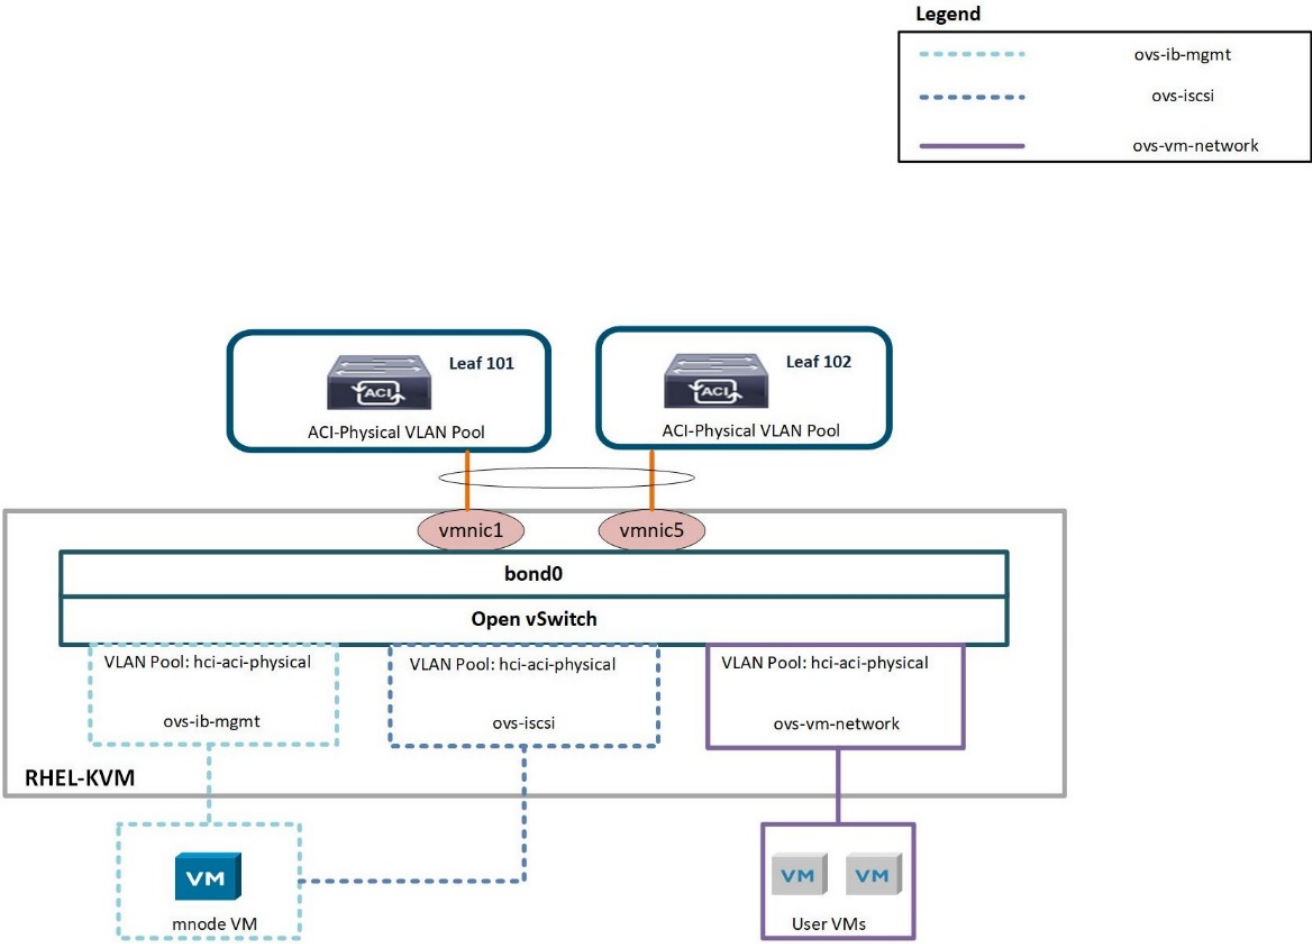 Legend
ovs-ib-mgmt
ovs-iscsi
ovs-vm-network
Leaf 101
ACI
ACI-Physical VLAN Pool
Leaf 102
ACI
ACI-Physical VLAN Pool
vmnic1
vmnic5
bond0
Open vSwitch
VLAN Pool: hci-aci-physical
ovs-ib-mgmt
VLAN Pool: hci-aci-physical
ovs-iscsi
VLAN Pool: hci-aci-physical
ovs-vm-network
RHEL-KVM
VM
mnode VM
VM
VM
User VMs